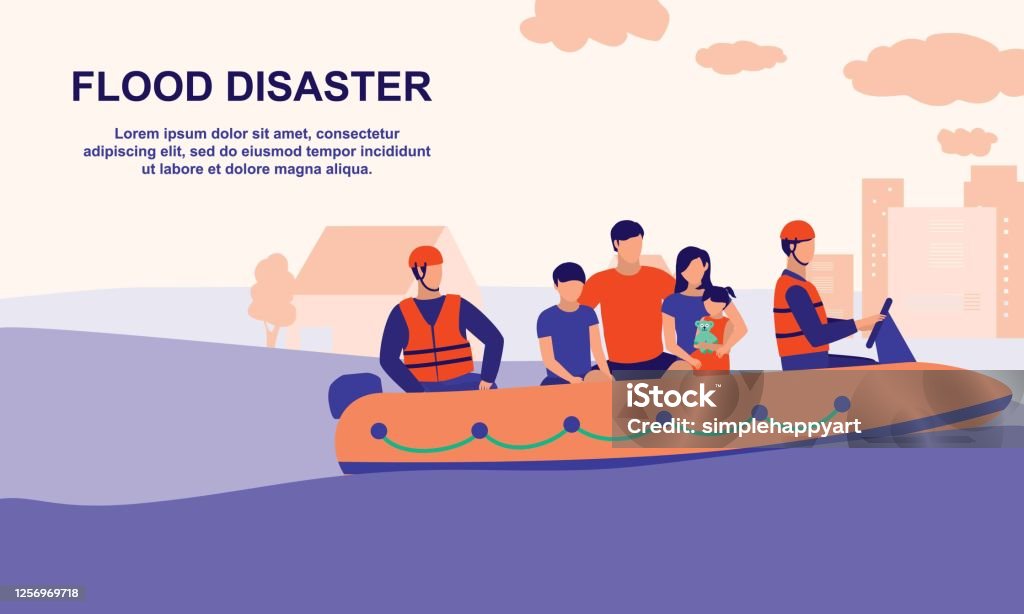 FLOOD DISASTER
Lorem ipsum dolor sit amet, consectetur
adipiscing elit, sed do eiusmod tempor incididunt
ut labore et dolore magna aliqua.
iStock™
Credit: simplehappyart
1256969718